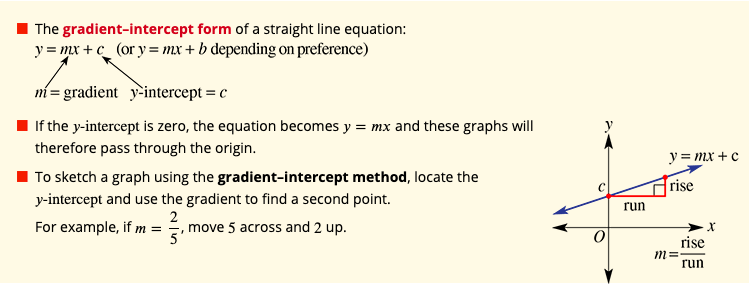 The gradient–intercept form of a straight line equation:
y = mx + c (or y = mx + b depending on preference)
m = gradient y-intercept = c
If the y-intercept is zero, the equation becomes y = mx and these graphs will
therefore pass through the origin.
To sketch a graph using the gradient–intercept method, locate the
y-intercept and use the gradient to find a second point.
For example, if m = 2/5, move 5 across and 2 up.
y
y = mx + c
c
rise
run
x
O
m = rise/run